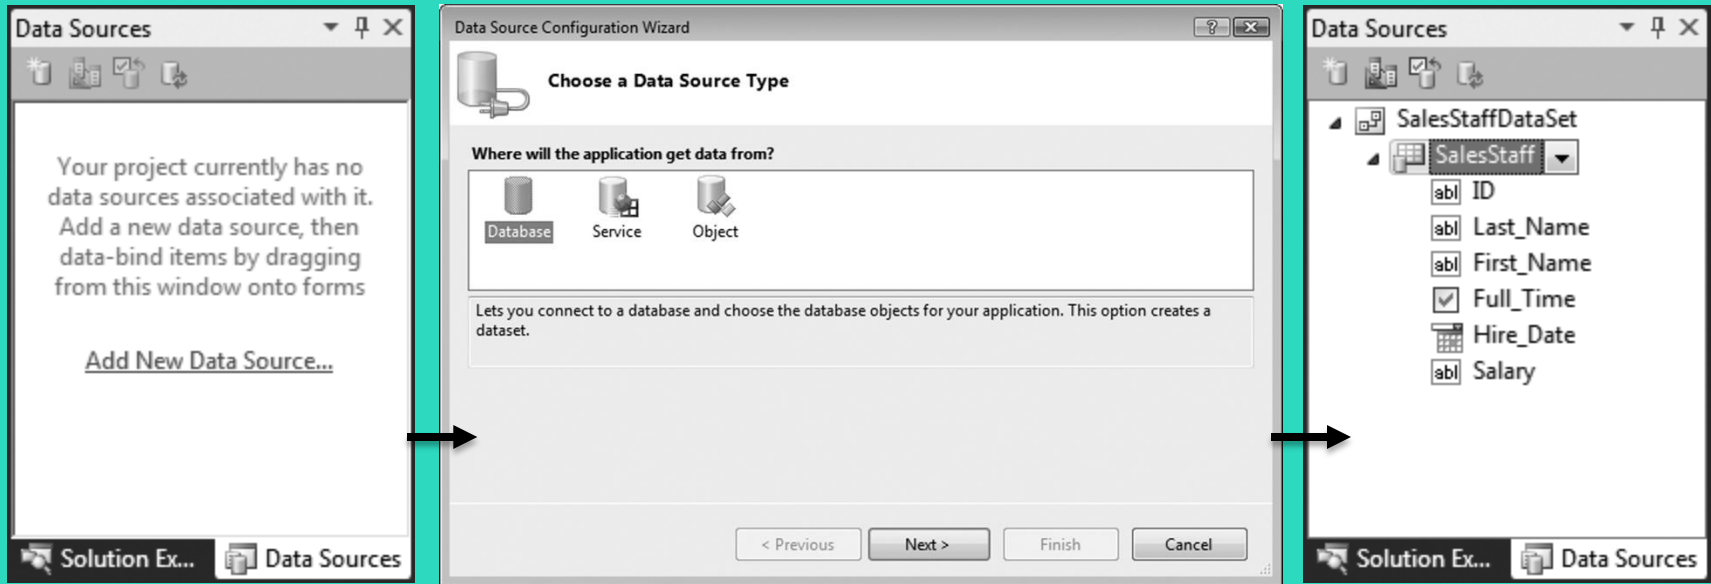 Data Sources
Your project currently has no
data sources associated with it.
Add a new data source, then
data-bind items by dragging
from this window onto forms
Add New Data Source...
Solution Ex...
Data Sources
Data Source Configuration Wizard
?
Choose a Data Source Type
Where will the application get data from?
Database
Service
Object
Lets you connect to a database and choose the database objects for your application. This option creates a
dataset.
< Previous
Next >
Finish
Cancel
Data Sources
SalesStaffDataSet
SalesStaff
abl ID
abl Last_Name
abl First_Name
Full_Time
Hire_Date
abl Salary
Solution Ex...
Data Sources